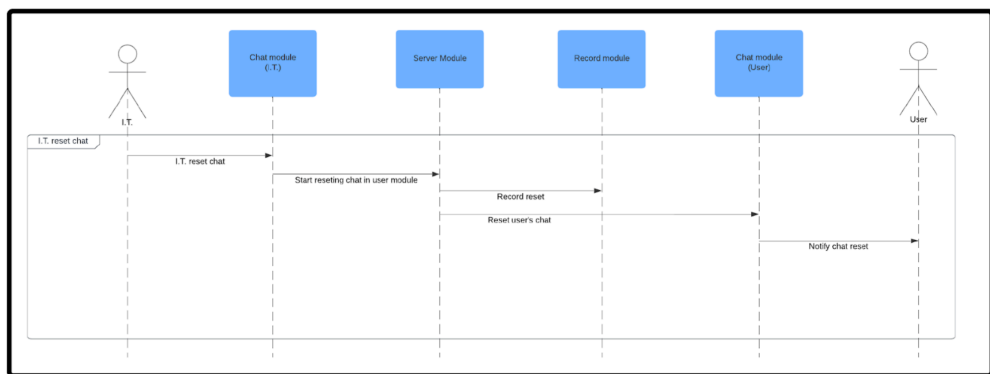 Chat module
(I.T.)
Server Module
Record module
Chat module
(User)
I.T.
User
I.T. reset chat
I.T. reset chat
Start reseting chat in user module
Record reset
Reset user's chat
Notify chat reset